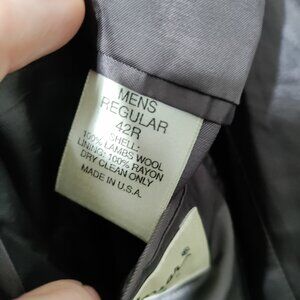 MENS
REGULAR
42R
SHELL:
100% LAMBS WOOL
LINING: 100% RAYON
DRY CLEAN ONLY
MADE IN U.S.A.